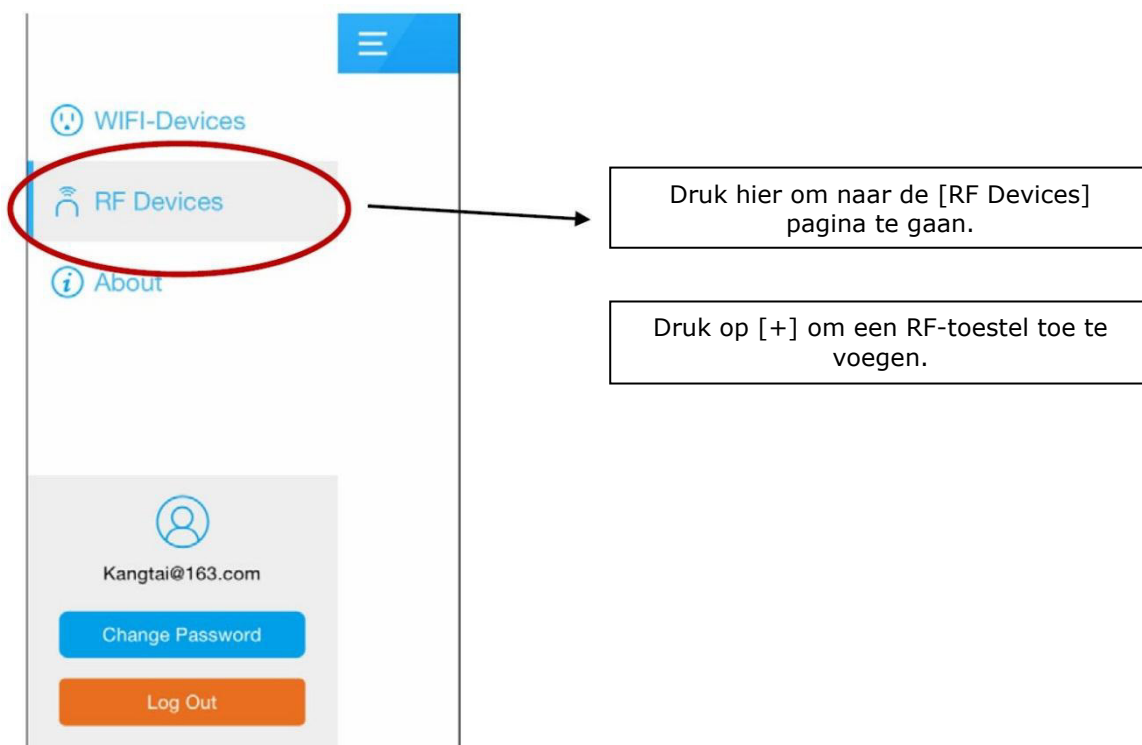 WIFI-Devices
RF Devices
About
Kangtai@163.com
Change Password
Log Out
Druk hier om naar de [RF Devices]
pagina te gaan.
Druk op [+] om een RF-toestel toe te
voegen.